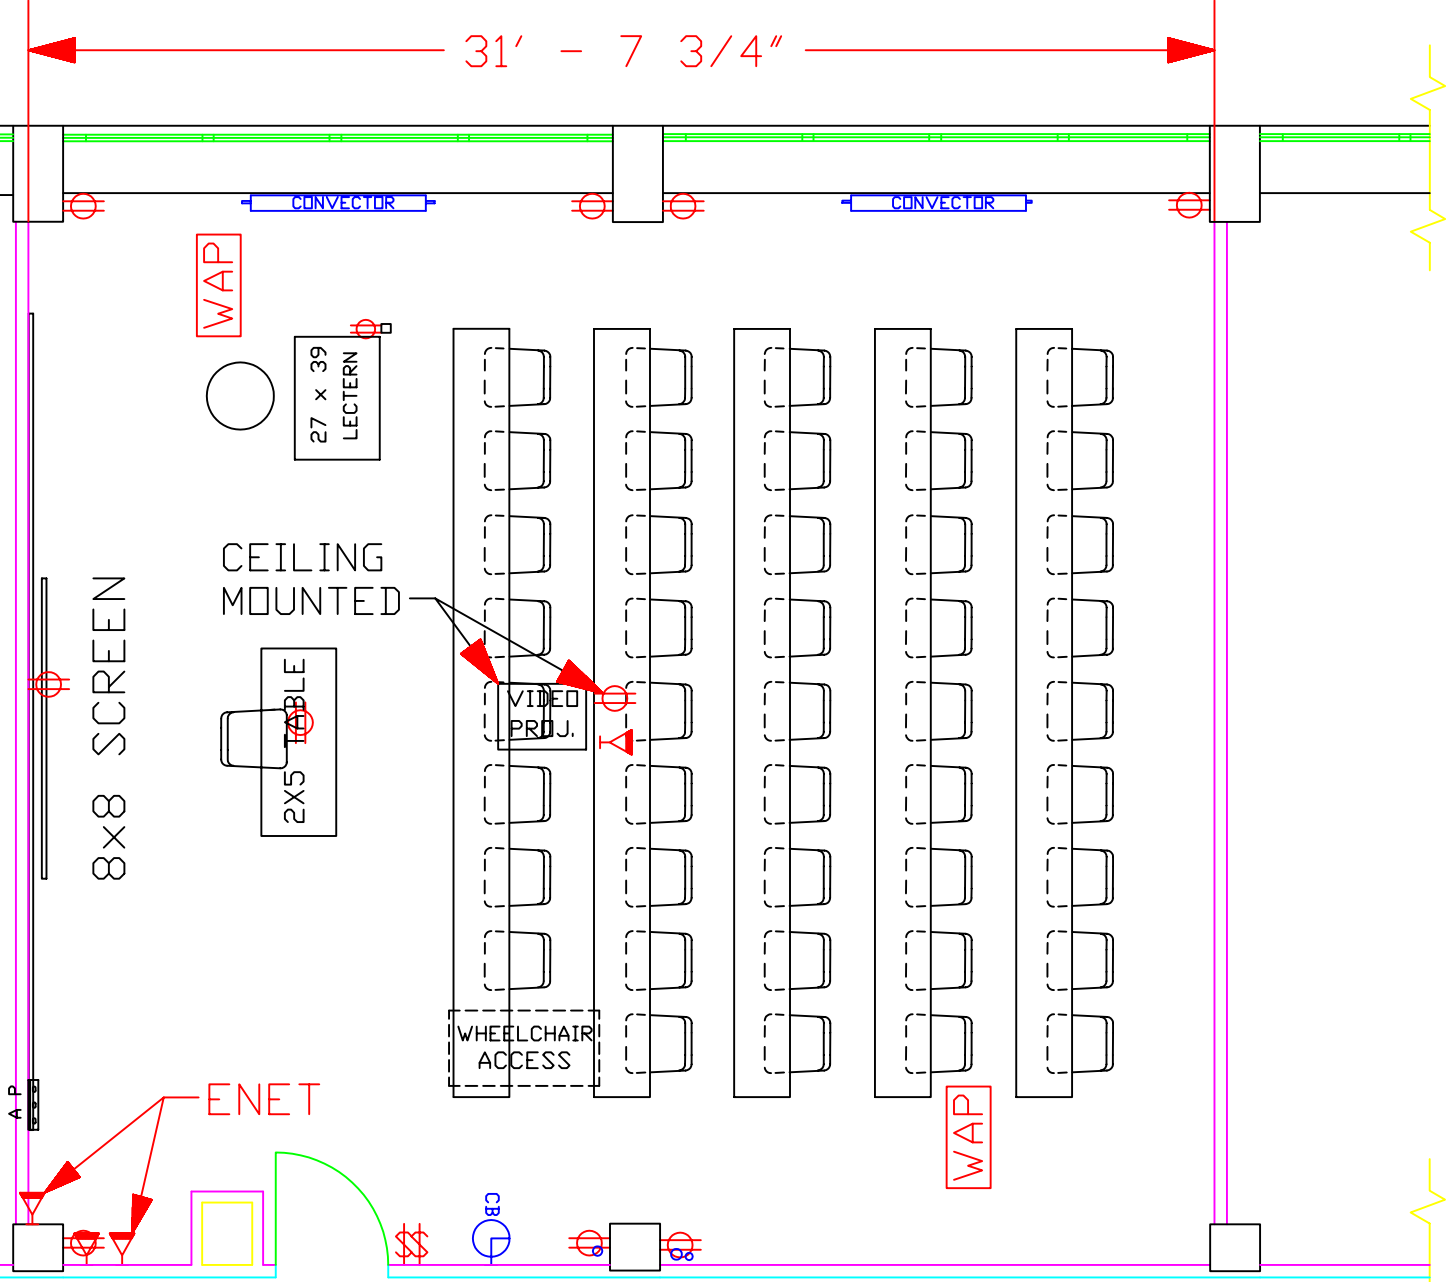 31' - 7 3/4"
CONVECTOR
CONVECTOR
WAP
27 x 39
LECTERN
CEILING
MOUNTED
8x8 SCREEN
2X5 TABLE
VIDEO
PROJ.
WHEELCHAIR
ACCESS
A P
ENET
WAP
CB
$$